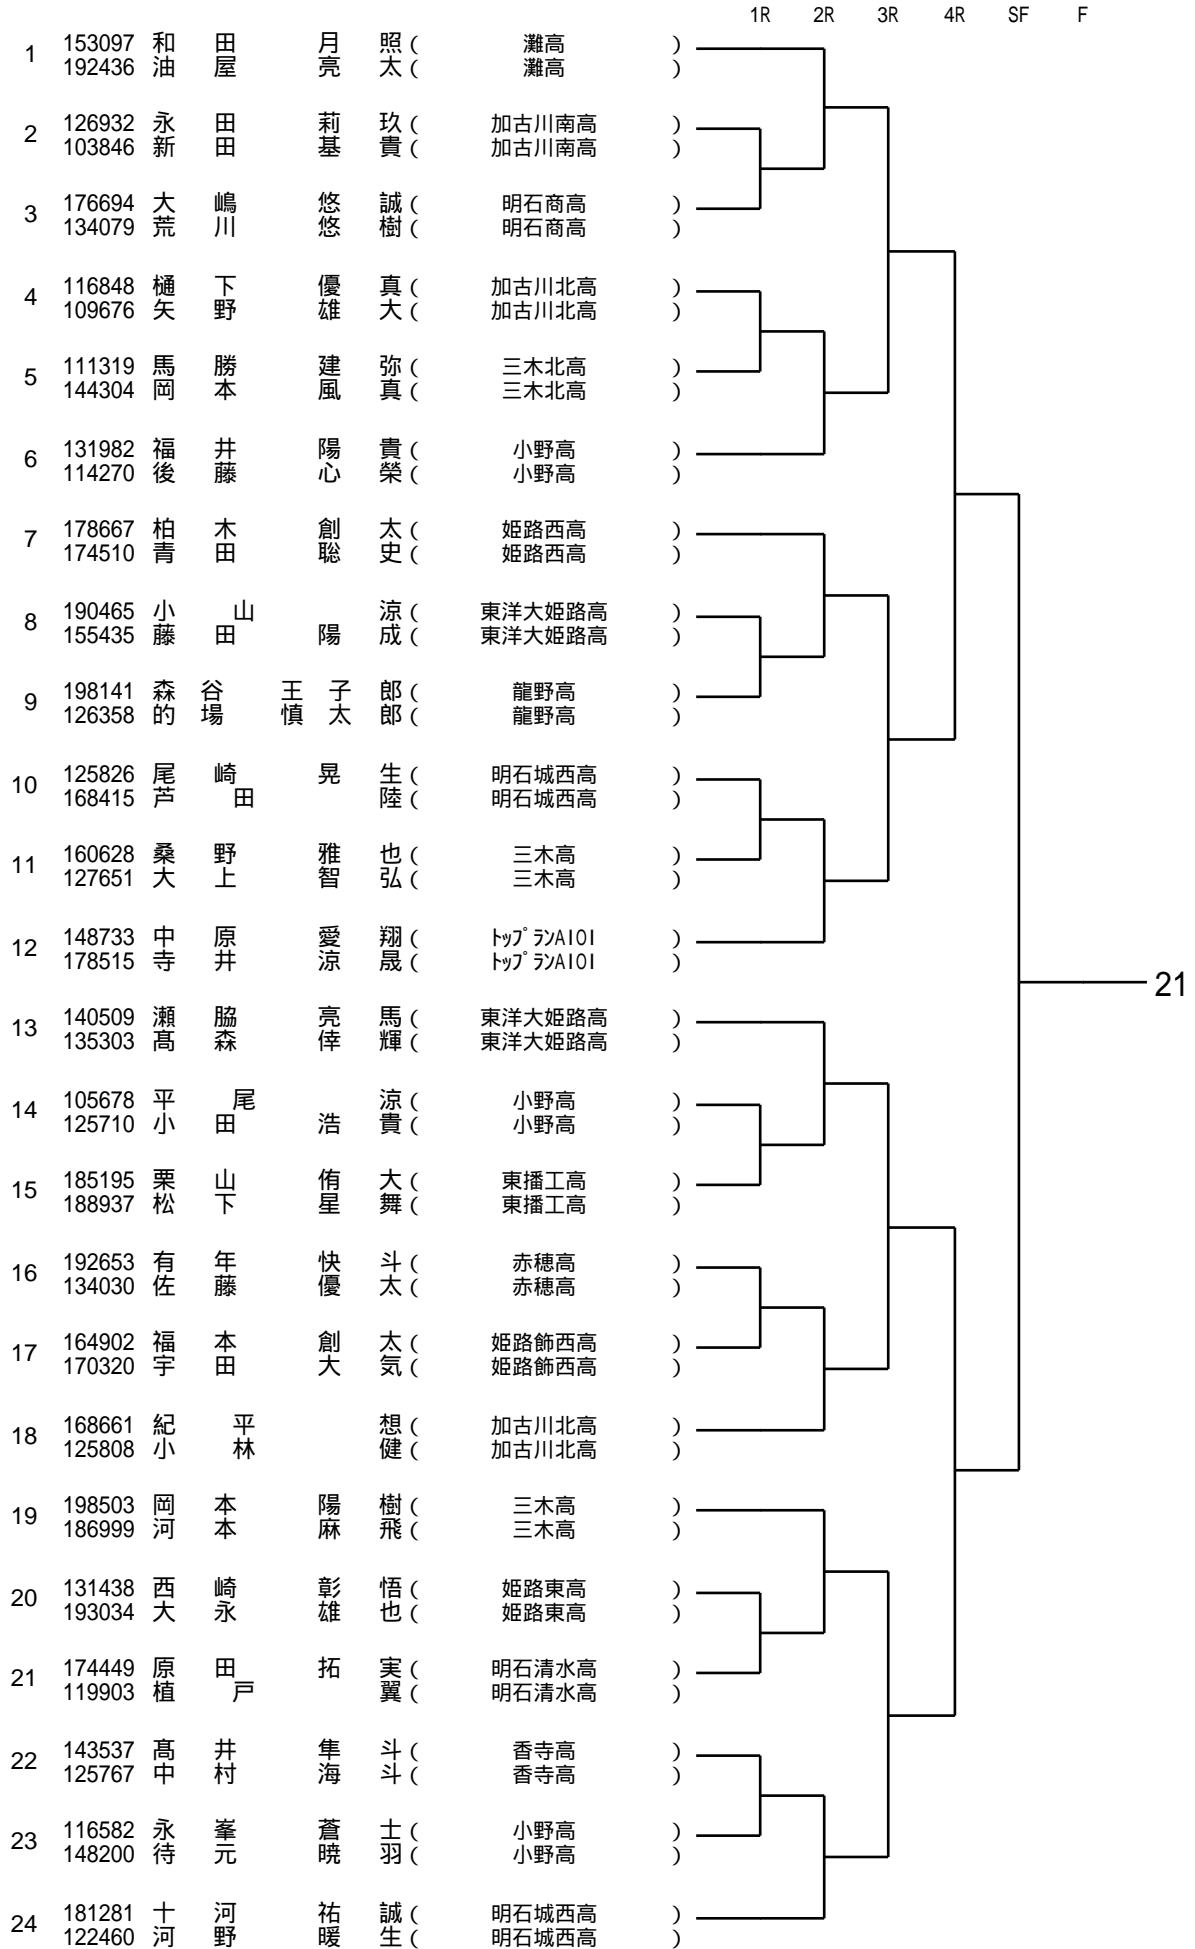 1R 2R 3R 4R SF F
1 153097 和田 月照 ( 灘高 )
192436 油屋 亮太 ( 灘高 )
2 126932 永田 莉玖 ( 加古川南高 )
103846 新田 基貴 ( 加古川南高 )
3 176694 大嶋 悠誠 ( 明石商高 )
134079 荒川 悠樹 ( 明石商高 )
4 116848 樋下 優真 ( 加古川北高 )
109676 矢野 雄大 ( 加古川北高 )
5 111319 馬勝 建弥 ( 三木北高 )
144304 岡本 風真 ( 三木北高 )
6 131982 福井 陽貴 ( 小野高 )
114270 後藤 心榮 ( 小野高 )
7 178667 柏木 創太 ( 姫路西高 )
174510 青田 聡史 ( 姫路西高 )
8 190465 小山 涼 ( 東洋大姫路高 )
155435 藤田 陽成 ( 東洋大姫路高 )
9 198141 森谷 王子郎 ( 龍野高 )
126358 的場 慎太郎 ( 龍野高 )
10 125826 尾崎 晃生 ( 明石城西高 )
168415 芦田 陸 ( 明石城西高 )
11 160628 桑野 雅也 ( 三木高 )
127651 大上 智弘 ( 三木高 )
12 148733 中原 愛翔 ( ﾄｯﾌﾟﾗﾝAIOI )
178515 寺井 涼晟 ( ﾄｯﾌﾟﾗﾝAIOI )
21
13 140509 瀬脇 亮馬 ( 東洋大姫路高 )
135303 髙森 倖輝 ( 東洋大姫路高 )
14 105678 平尾 涼 ( 小野高 )
125710 小田 浩貴 ( 小野高 )
15 185195 栗山 侑大 ( 東播工高 )
188937 松下 星舞 ( 東播工高 )
16 192653 有年 快斗 ( 赤穂高 )
134030 佐藤 優太 ( 赤穂高 )
17 164902 福本 創太 ( 姫路飾西高 )
170320 宇田 大気 ( 姫路飾西高 )
18 168661 紀平 想 ( 加古川北高 )
125808 小林 健 ( 加古川北高 )
19 198503 岡本 陽樹 ( 三木高 )
186999 河本 麻飛 ( 三木高 )
20 131438 西崎 彰悟 ( 姫路東高 )
193034 大永 雄也 ( 姫路東高 )
21 174449 原田 拓実 ( 明石清水高 )
119903 植戸 翼 ( 明石清水高 )
22 143537 髙井 隼斗 ( 香寺高 )
125767 中村 海斗 ( 香寺高 )
23 116582 永峯 蒼士 ( 小野高 )
148200 待元 暁羽 ( 小野高 )
24 181281 十河 祐誠 ( 明石城西高 )
122460 河野 暖生 ( 明石城西高 )